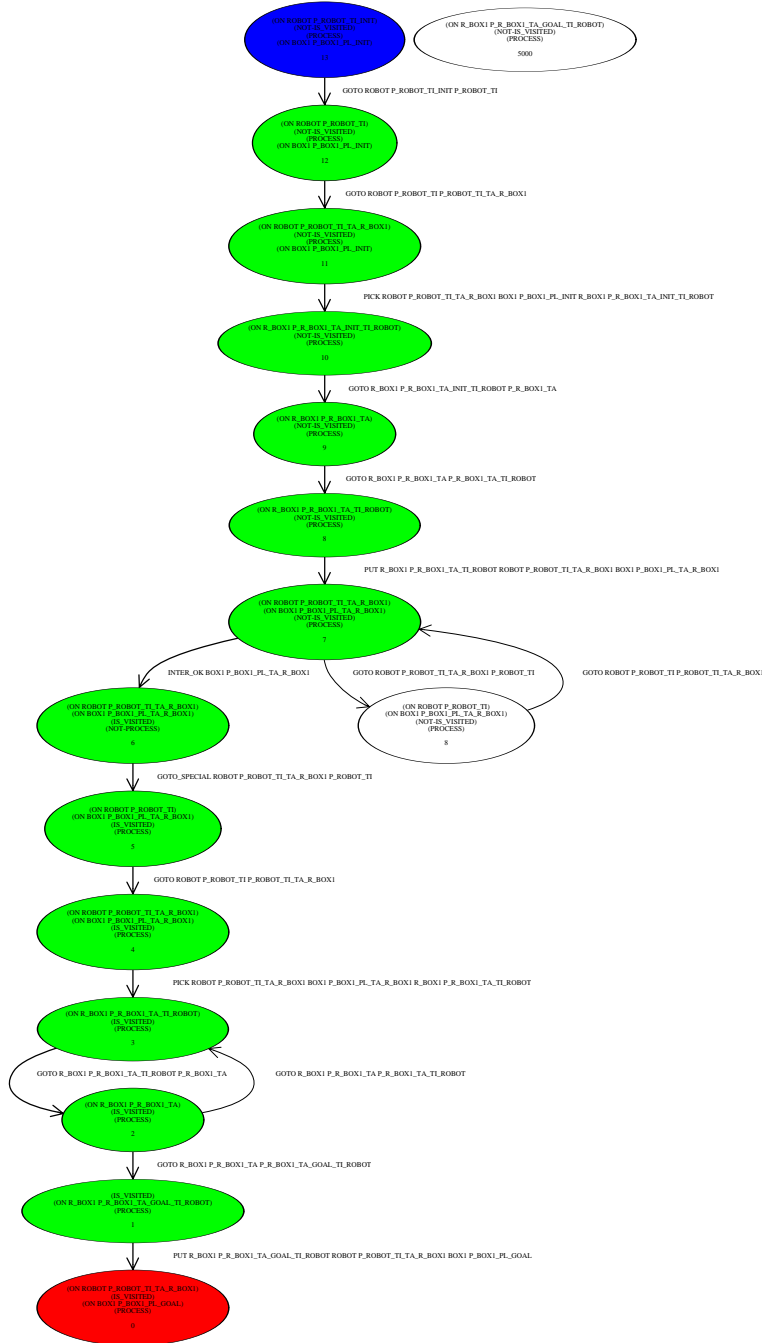 (ON ROBOT P_ROBOT_TI_INIT)
(NOT-IS_VISITED)
(PROCESS)
(ON BOX1 P_BOX1_PL_INIT)
(ON R_BOX1 P_R_BOX1_TA_GOAL_TI_ROBOT)
(NOT-IS_VISITED)
(PROCESS)
5000
GOTO ROBOT P_ROBOT_TI_INIT P_ROBOT_TI
(ON ROBOT P_ROBOT_TI)
(NOT-IS_VISITED)
(PROCESS)
(ON BOX1 P_BOX1_PL_INIT)
12
GOTO ROBOT P_ROBOT_TI P_ROBOT_TI_TA_R_BOX1
(ON ROBOT P_ROBOT_TI_TA_R_BOX1)
(NOT-IS_VISITED)
(PROCESS)
(ON BOX1 P_BOX1_PL_INIT)
11
PICK ROBOT P_ROBOT_TI_TA_R_BOX1 BOX1 P_BOX1_PL_INIT R_BOX1 P_R_BOX1_TA_INIT_TI_ROBOT
(ON R_BOX1 P_R_BOX1_TA_INIT_TI_ROBOT)
(NOT-IS_VISITED)
(PROCESS)
10
GOTO R_BOX1 P_R_BOX1_TA_INIT_TI_ROBOT P_R_BOX1_TA
(ON R_BOX1 P_R_BOX1_TA)
(NOT-IS_VISITED)
(PROCESS)
9
GOTO R_BOX1 P_R_BOX1_TA P_R_BOX1_TA_TI_ROBOT
(ON R_BOX1 P_R_BOX1_TA_TI_ROBOT)
(NOT-IS_VISITED)
(PROCESS)
8
PUT R_BOX1 P_R_BOX1_TA_TI_ROBOT ROBOT P_ROBOT_TI_TA_R_BOX1 BOX1 P_BOX1_PL_TA_R_BOX1
(ON ROBOT P_ROBOT_TI_TA_R_BOX1)
(ON BOX1 P_BOX1_PL_TA_R_BOX1)
(NOT-IS_VISITED)
(PROCESS)
7
INTER_OK BOX1 P_BOX1_PL_TA_R_BOX1
GOTO ROBOT P_ROBOT_TI_TA_R_BOX1 P_ROBOT_TI
GOTO ROBOT P_ROBOT_TI P_ROBOT_TI_TA_R_BOX1
(ON ROBOT P_ROBOT_TI_TA_R_BOX1)
(ON BOX1 P_BOX1_PL_TA_R_BOX1)
(IS_VISITED)
(NOT-PROCESS)
6
(ON ROBOT P_ROBOT_TI)
(ON BOX1 P_BOX1_PL_TA_R_BOX1)
(NOT-IS_VISITED)
(PROCESS)
8
GOTO_SPECIAL ROBOT P_ROBOT_TI_TA_R_BOX1 P_ROBOT_TI
(ON ROBOT P_ROBOT_TI)
(ON BOX1 P_BOX1_PL_TA_R_BOX1)
(IS_VISITED)
(PROCESS)
5
GOTO ROBOT P_ROBOT_TI P_ROBOT_TI_TA_R_BOX1
(ON ROBOT P_ROBOT_TI_TA_R_BOX1)
(ON BOX1 P_BOX1_PL_TA_R_BOX1)
(IS_VISITED)
(PROCESS)
4
PICK ROBOT P_ROBOT_TI_TA_R_BOX1 BOX1 P_BOX1_PL_TA_R_BOX1 R_BOX1 P_R_BOX1_TA_TI_ROBOT
(ON R_BOX1 P_R_BOX1_TA_TI_ROBOT)
(IS_VISITED)
(PROCESS)
3
GOTO R_BOX1 P_R_BOX1_TA_TI_ROBOT P_R_BOX1_TA
GOTO R_BOX1 P_R_BOX1_TA P_R_BOX1_TA_TI_ROBOT
(ON R_BOX1 P_R_BOX1_TA)
(IS_VISITED)
(PROCESS)
2
GOTO R_BOX1 P_R_BOX1_TA P_R_BOX1_TA_GOAL_TI_ROBOT
(IS_VISITED)
(ON R_BOX1 P_R_BOX1_TA_GOAL_TI_ROBOT)
(PROCESS)
1
PUT R_BOX1 P_R_BOX1_TA_GOAL_TI_ROBOT ROBOT P_ROBOT_TI_TA_R_BOX1 BOX1 P_BOX1_PL_GOAL
(ON ROBOT P_ROBOT_TI_TA_R_BOX1)
(IS_VISITED)
(ON BOX1 P_BOX1_PL_GOAL)
(PROCESS)
0